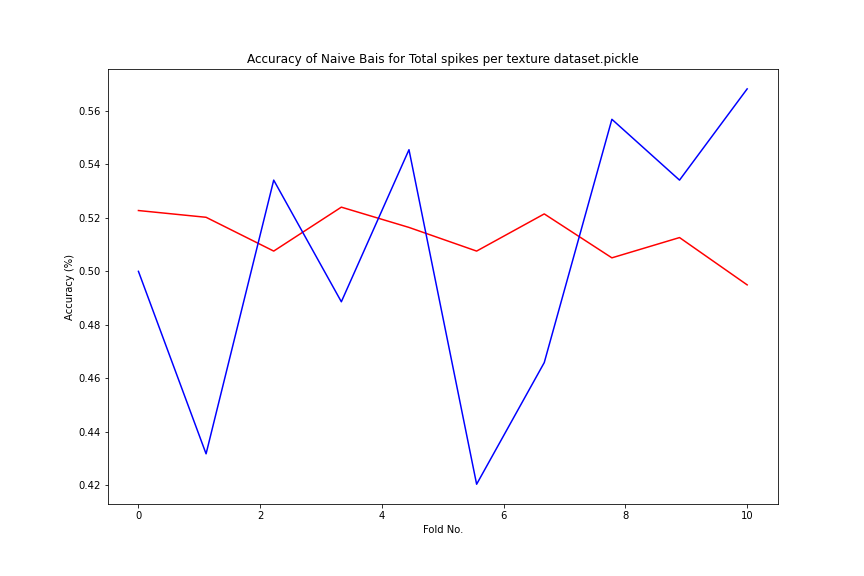 Accuracy of Naive Bais for Total spikes per texture dataset.pickle
0.56
0.54
0.52
0.50
0.48
0.46
0.44
0.42
Accuracy (%)
0 2 4 6 8 10
Fold No.